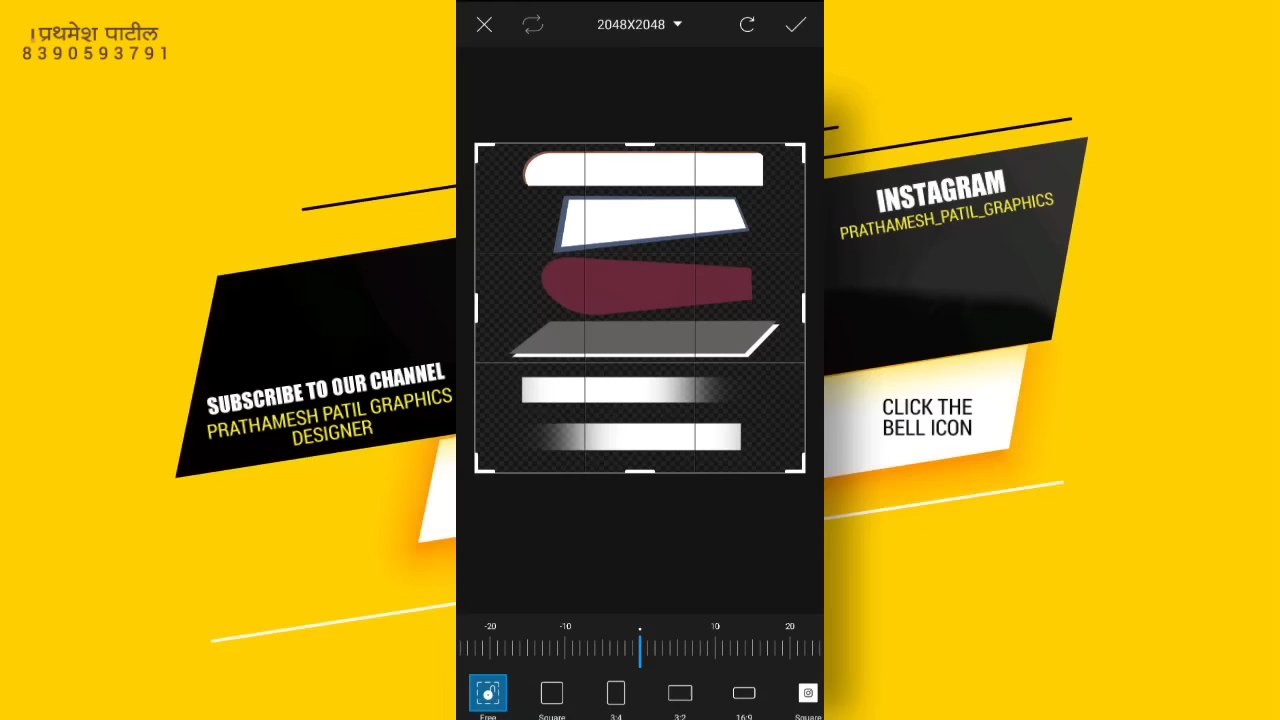 प्रथमेश पाटील
8390593791
2048X2048
INSTAGRAM
PRATHAMESH_PATIL_GRAPHICS
SUBSCRIBE TO OUR CHANNEL
PRATHAMESH PATIL GRAPHICS
DESIGNER
CLICK THE
BELL ICON
-20 -10 10 20
Free Square 3:4 3:2 16:9 Square